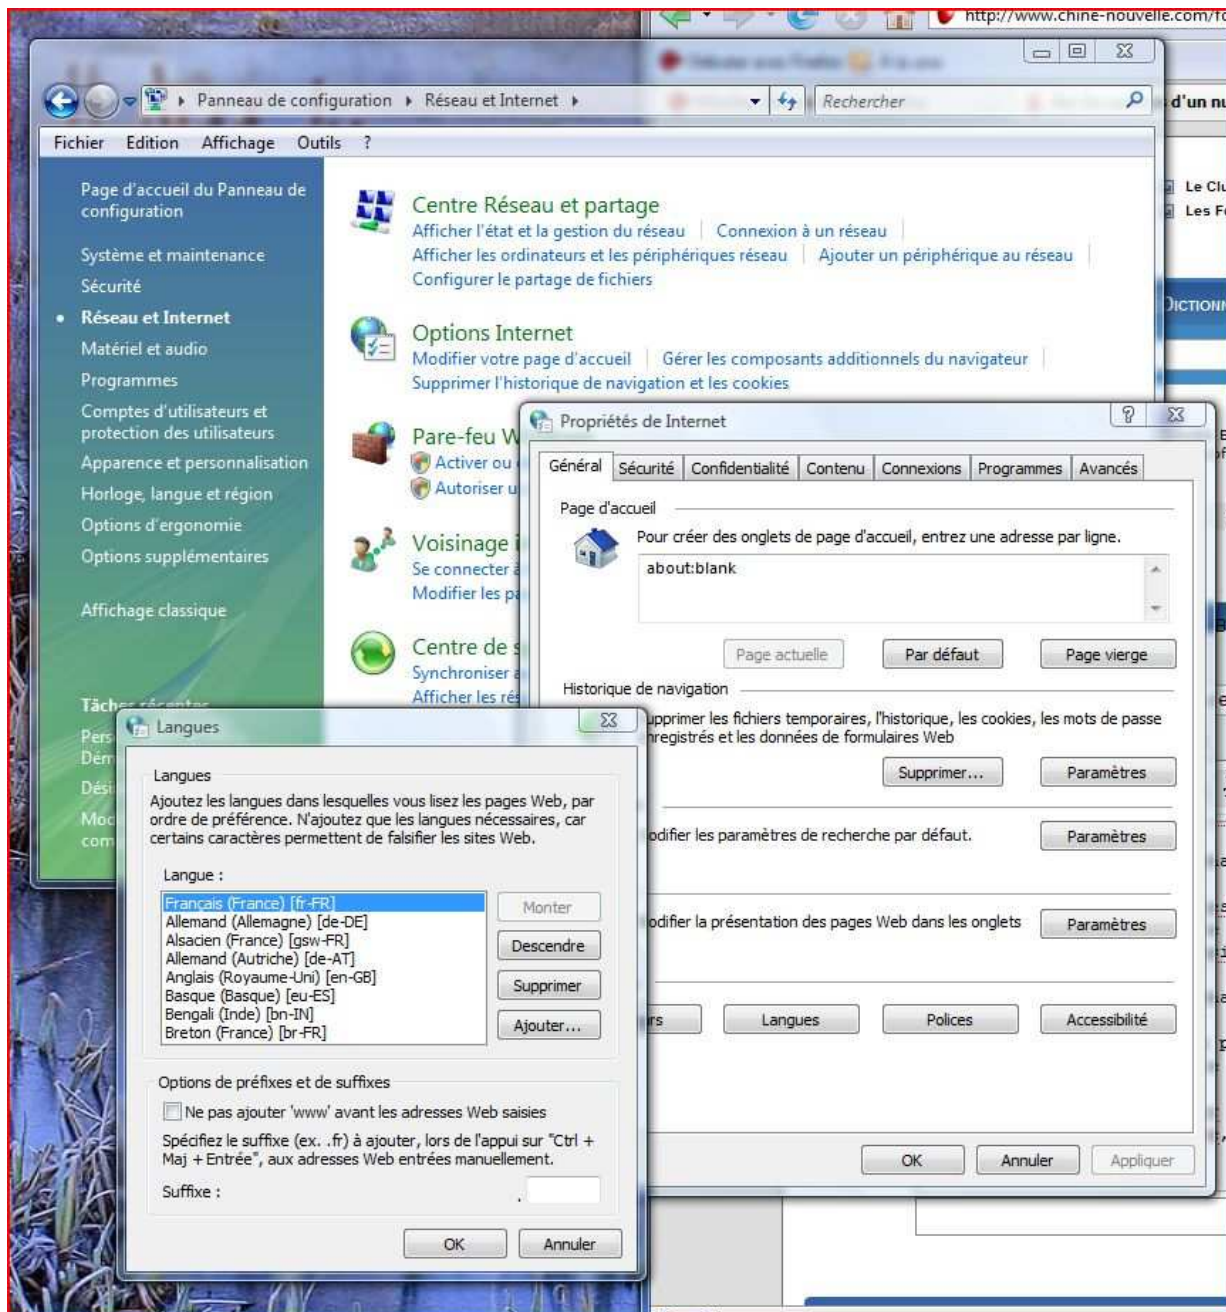 http://www.chine-nouvelle.com/fo
Panneau de configuration
Réseau et Internet
Rechercher
d'un nu
Fichier Edition Affichage Outils ?
Page d'accueil du Panneau de
configuration
Système et maintenance
Sécurité
Réseau et Internet
Matériel et audio
Programmes
Comptes d'utilisateurs et
protection des utilisateurs
Apparence et personnalisation
Horloge, langue et région
Options d'ergonomie
Options supplémentaires
Affichage classique
Tâches récentes
Centre Réseau et partage
Afficher l'état et la gestion du réseau Connexion à un réseau
Afficher les ordinateurs et les périphériques réseau Ajouter un périphérique au réseau
Configurer le partage de fichiers
Options Internet
Modifier votre page d'accueil Gérer les composants additionnels du navigateur
Supprimer l'historique de navigation et les cookies
Pare-feu W
Activer ou
Autoriser u
Voisinage
Se connecter à
Modifier les pa
Centre de s
Synchroniser
Afficher les rés
Le Clu
Les Fo
DICTIONN
Propriétés de Internet
Général Sécurité Confidentialité Contenu Connexions Programmes Avancés
Page d'accueil
Pour créer des onglets de page d'accueil, entrez une adresse par ligne.
about:blank
Page actuelle Par défaut Page vierge
Historique de navigation
upprimer les fichiers temporaires, l'historique, les cookies, les mots de passe
nregistrés et les données de formulaires Web
Supprimer... Paramètres
odifier les paramètres de recherche par défaut. Paramètres
odifier la présentation des pages Web dans les onglets Paramètres
rs Langues Polices Accessibilité
OK Annuler Appliquer
Langues
Langues
Ajoutez les langues dans lesquelles vous lisez les pages Web, par
ordre de préférence. N'ajoutez que les langues nécessaires, car
certains caractères permettent de falsifier les sites Web.
Langue :
Français (France) [fr-FR]
Allemand (Allemagne) [de-DE]
Alsacien (France) [gsw-FR]
Allemand (Autriche) [de-AT]
Anglais (Royaume-Uni) [en-GB]
Basque (Basque) [eu-ES]
Bengali (Inde) [bn-IN]
Breton (France) [br-FR]
Monter
Descendre
Supprimer
Ajouter...
Options de préfixes et de suffixes
Ne pas ajouter 'www' avant les adresses Web saisies
Spécifiez le suffixe (ex. .fr) à ajouter, lors de l'appui sur "Ctrl +
Maj + Entrée", aux adresses Web entrées manuellement.
Suffixe : .
OK Annuler